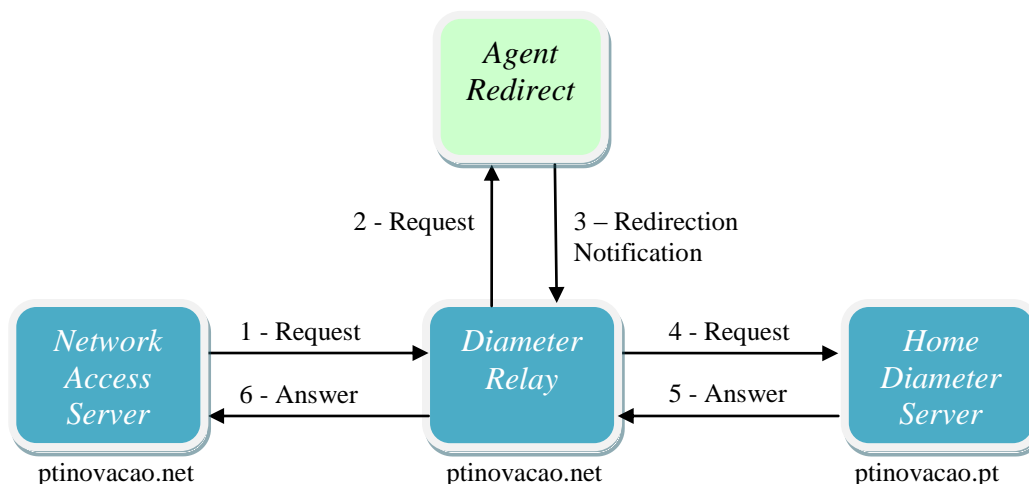 Agent
Redirect
2 - Request
3 – Redirection
Notification
Network
Access
Server
1 - Request
6 - Answer
Diameter
Relay
4 - Request
5 - Answer
Home
Diameter
Server
ptinovacao.net
ptinovacao.net
ptinovacao.pt